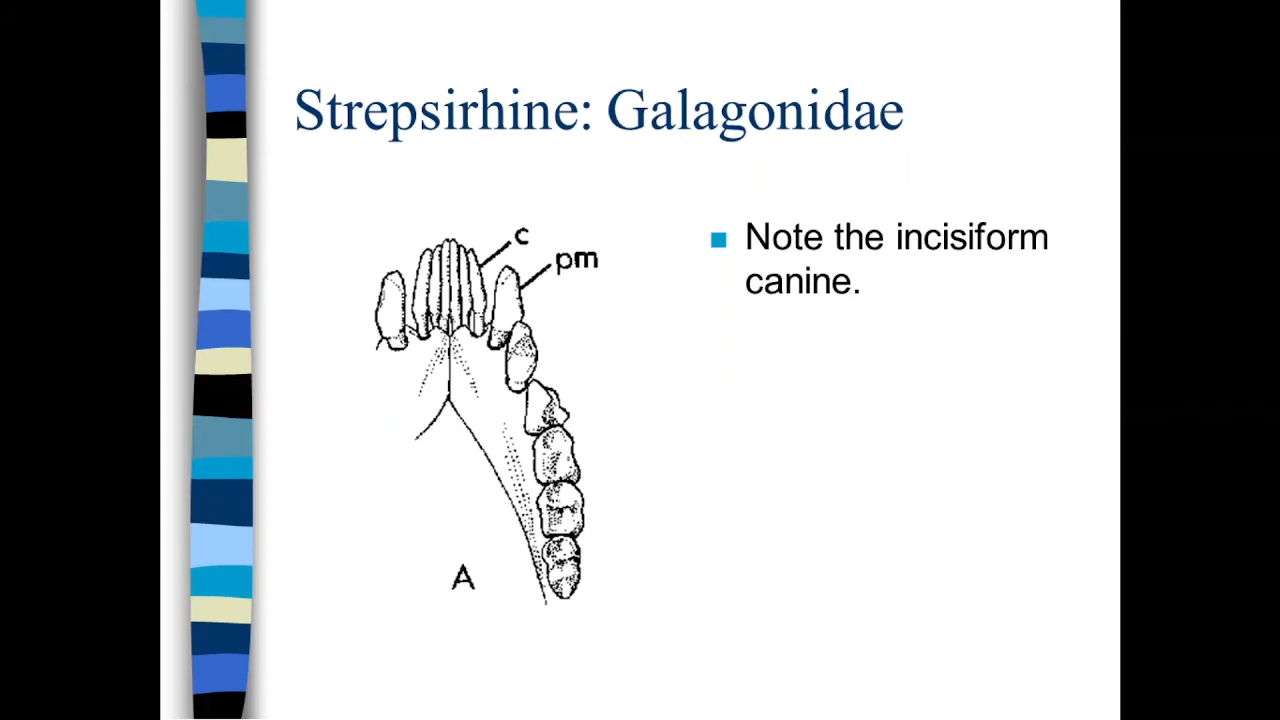 Strepsirhine: Galagonidae
c
pm
Note the incisiform
canine.
A